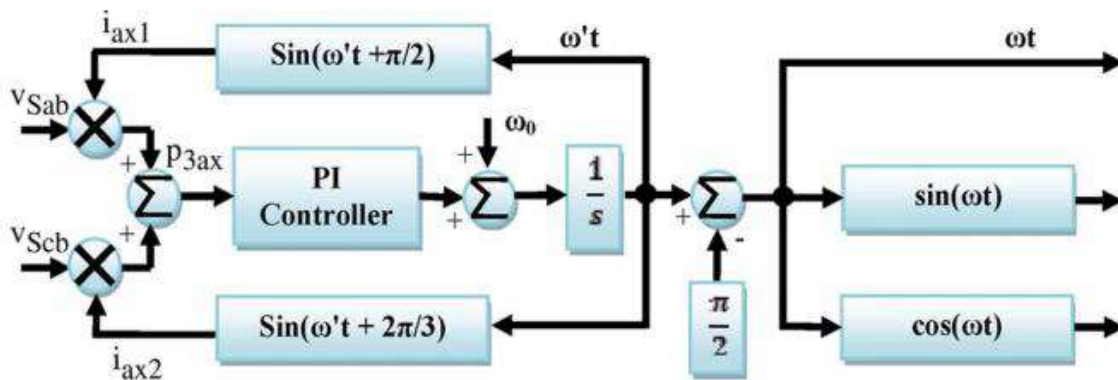 i_ax1
Sin(ω't +π/2)
ω't
ωt
v_Sab
ω₀
+
p_3ax
+
Σ
PI
Controller
+
+
Σ
1
s
+
Σ
-
sin(ωt)
v_Scb
+
π
2
Sin(ω't + 2π/3)
cos(ωt)
i_ax2